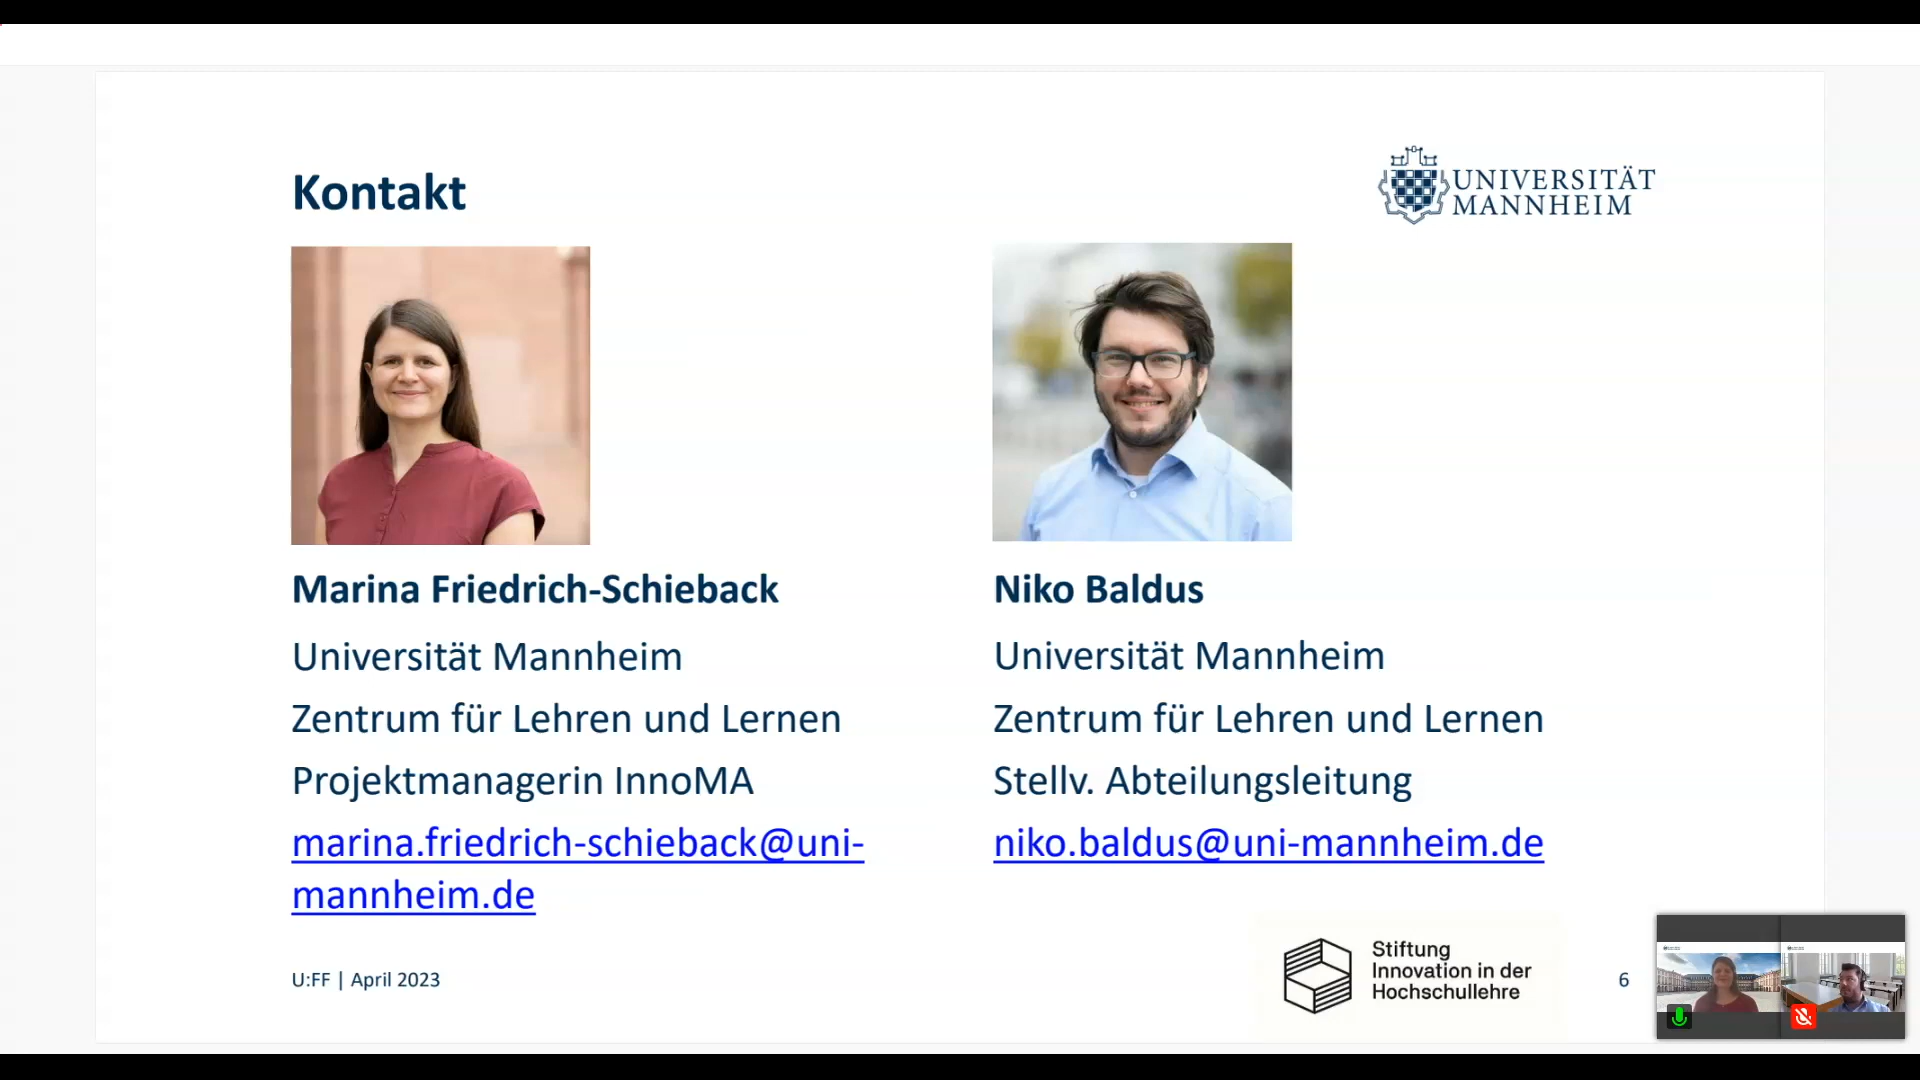 Kontakt
UNIVERSITÄT
MANNHEIM
Marina Friedrich-Schieback
Universität Mannheim
Zentrum für Lehren und Lernen
Projektmanagerin InnoMA
marina.friedrich-schieback@uni-
mannheim.de
Niko Baldus
Universität Mannheim
Zentrum für Lehren und Lernen
Stellv. Abteilungsleitung
niko.baldus@uni-mannheim.de
U:FF | April 2023
Stiftung
Innovation in der
Hochschullehre
6